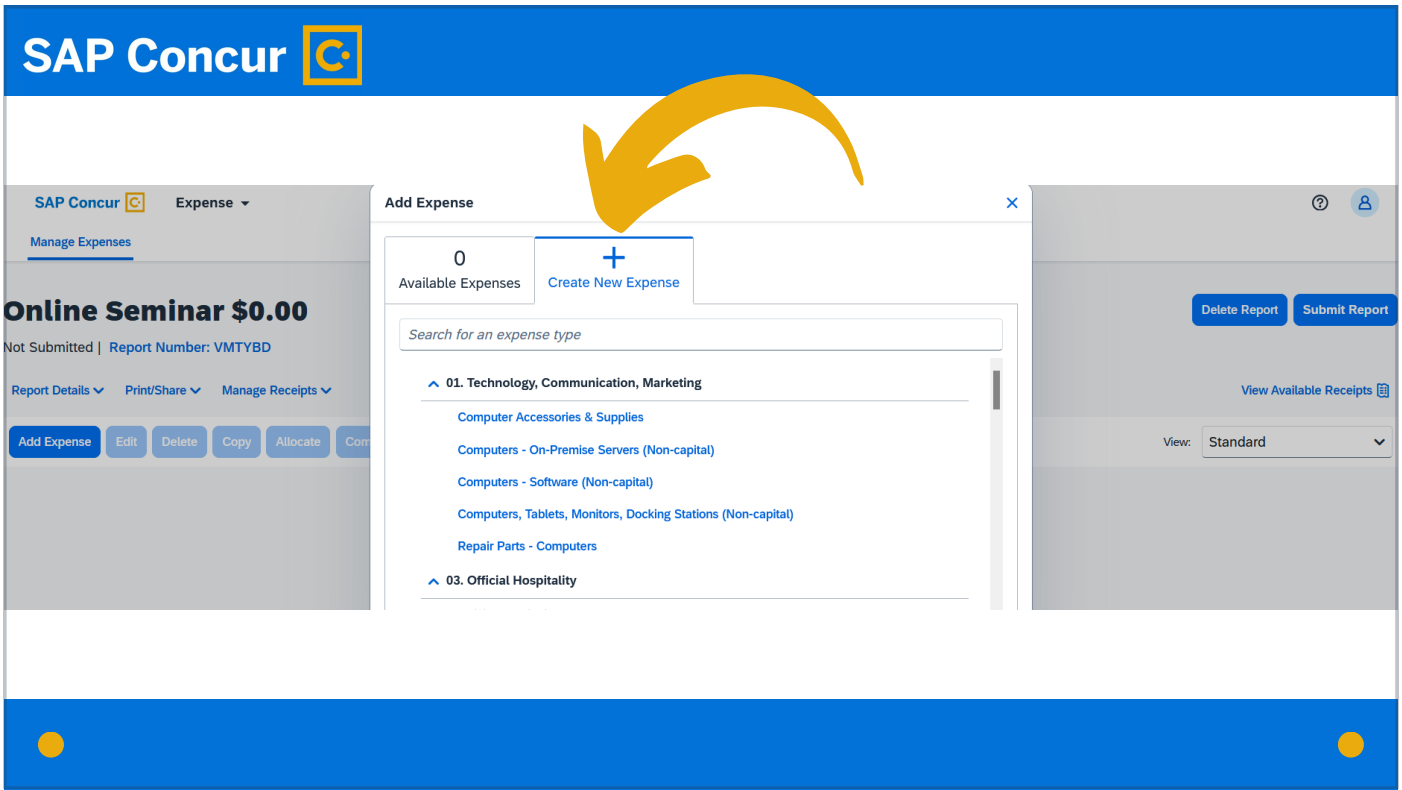 SAP Concur
SAP Concur Expense
Manage Expenses
Online Seminar $0.00
Not Submitted | Report Number: VMTYBD
Report Details Print/Share Manage Receipts
Add Expense Edit Delete Copy Allocate Com
Add Expense
0
Available Expenses
Create New Expense
Search for an expense type
01. Technology, Communication, Marketing
Computer Accessories & Supplies
Computers - On-Premise Servers (Non-capital)
Computers - Software (Non-capital)
Computers, Tablets, Monitors, Docking Stations (Non-capital)
Repair Parts - Computers
03. Official Hospitality
Delete Report Submit Report
View Available Receipts
View: Standard